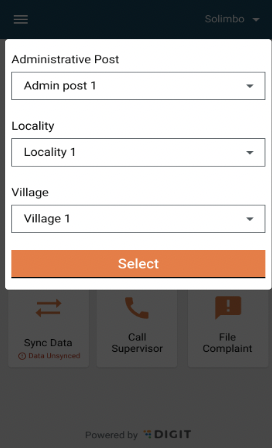 Solimbo
Administrative Post
Admin post 1
Locality
Locality 1
Village
Village 1
Select
Sync Data
Data Unsynced
Call
Supervisor
File
Complaint
Powered by DIGIT